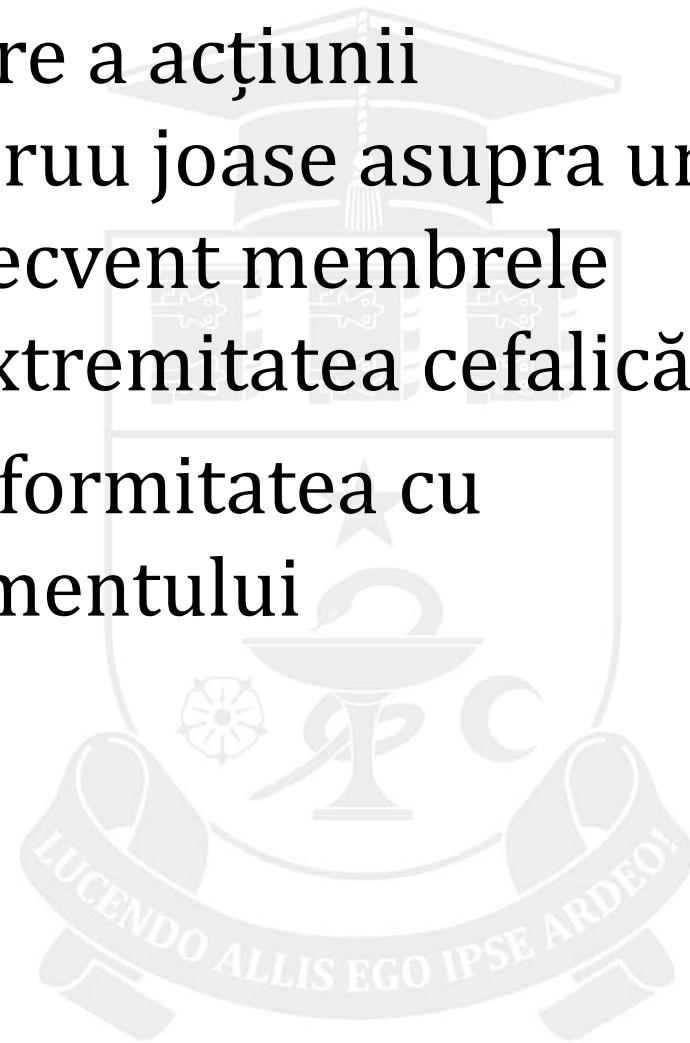 re a acțiunii
ruu joase asupra un
ecvent membrele
xtremitatea cefalică
formitatea cu
mentului
LUCENDO ALLIS EGO IPSE ARDEO!